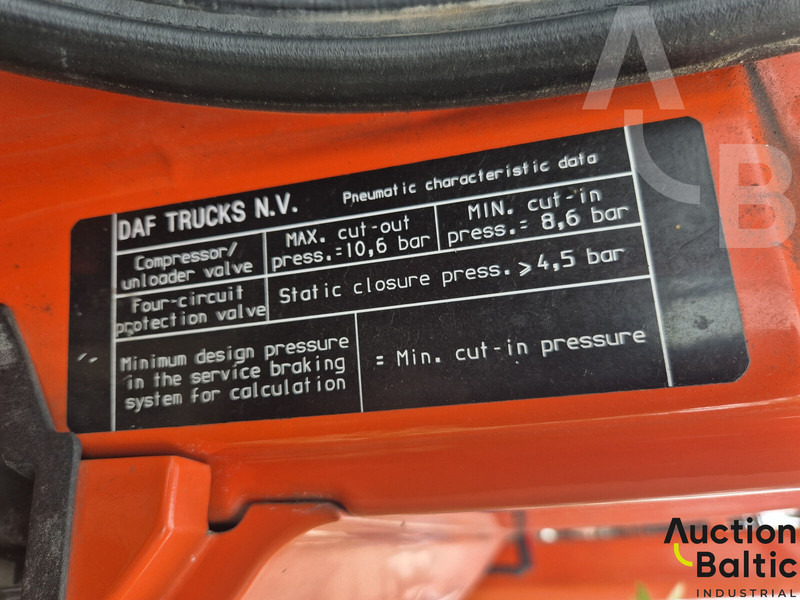 DAF TRUCKS N.V. Pneumatic characteristic data
Compressor/
unloader valve
MAX. cut-out
press.=10,6 bar
MIN. cut-in
press.= 8,6 bar
Four-circuit
protection valve
Static closure press. ⩾4,5 bar
Minimum design pressure
in the service braking
system for calculation
= Min. cut-in pressure
A
B
Auction
Baltic
INDUSTRIAL